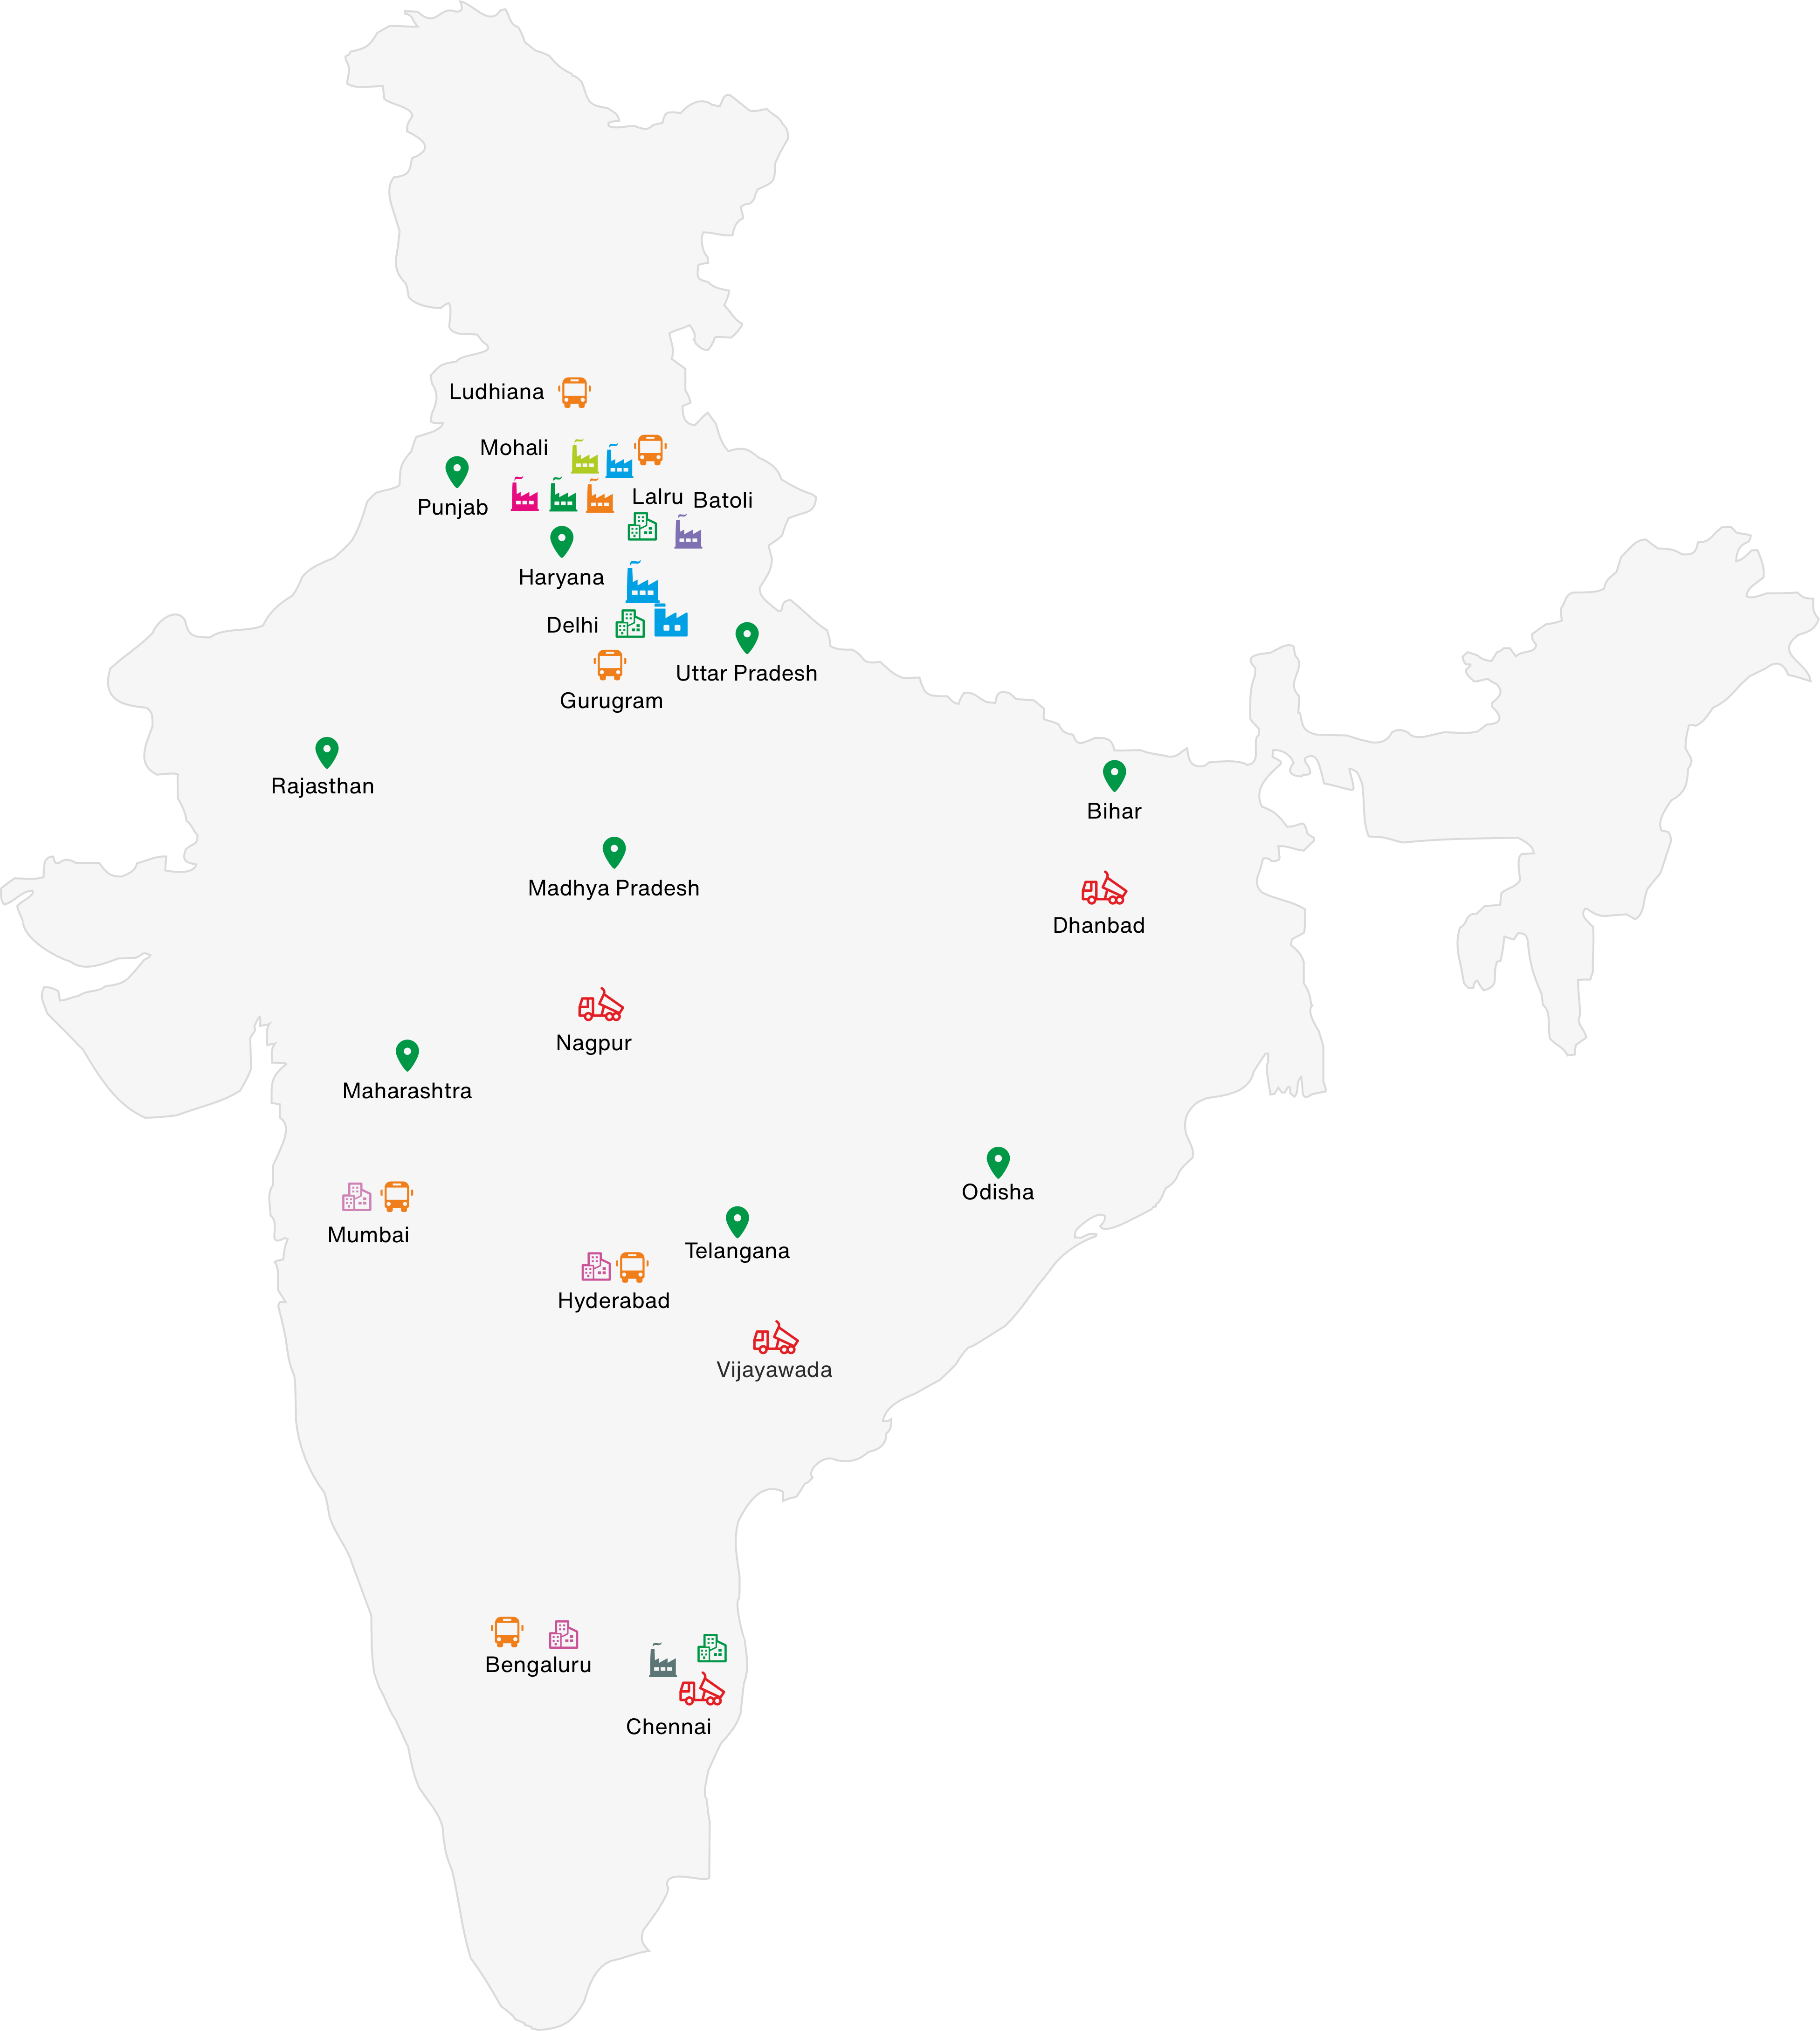 Ludhiana
Mohali
Lalru
Batoli
Punjab
Haryana
Delhi
Uttar Pradesh
Gurugram
Rajasthan
Bihar
Madhya Pradesh
Dhanbad
Nagpur
Maharashtra
Odisha
Mumbai
Telangana
Hyderabad
Vijayawada
Bengaluru
Chennai